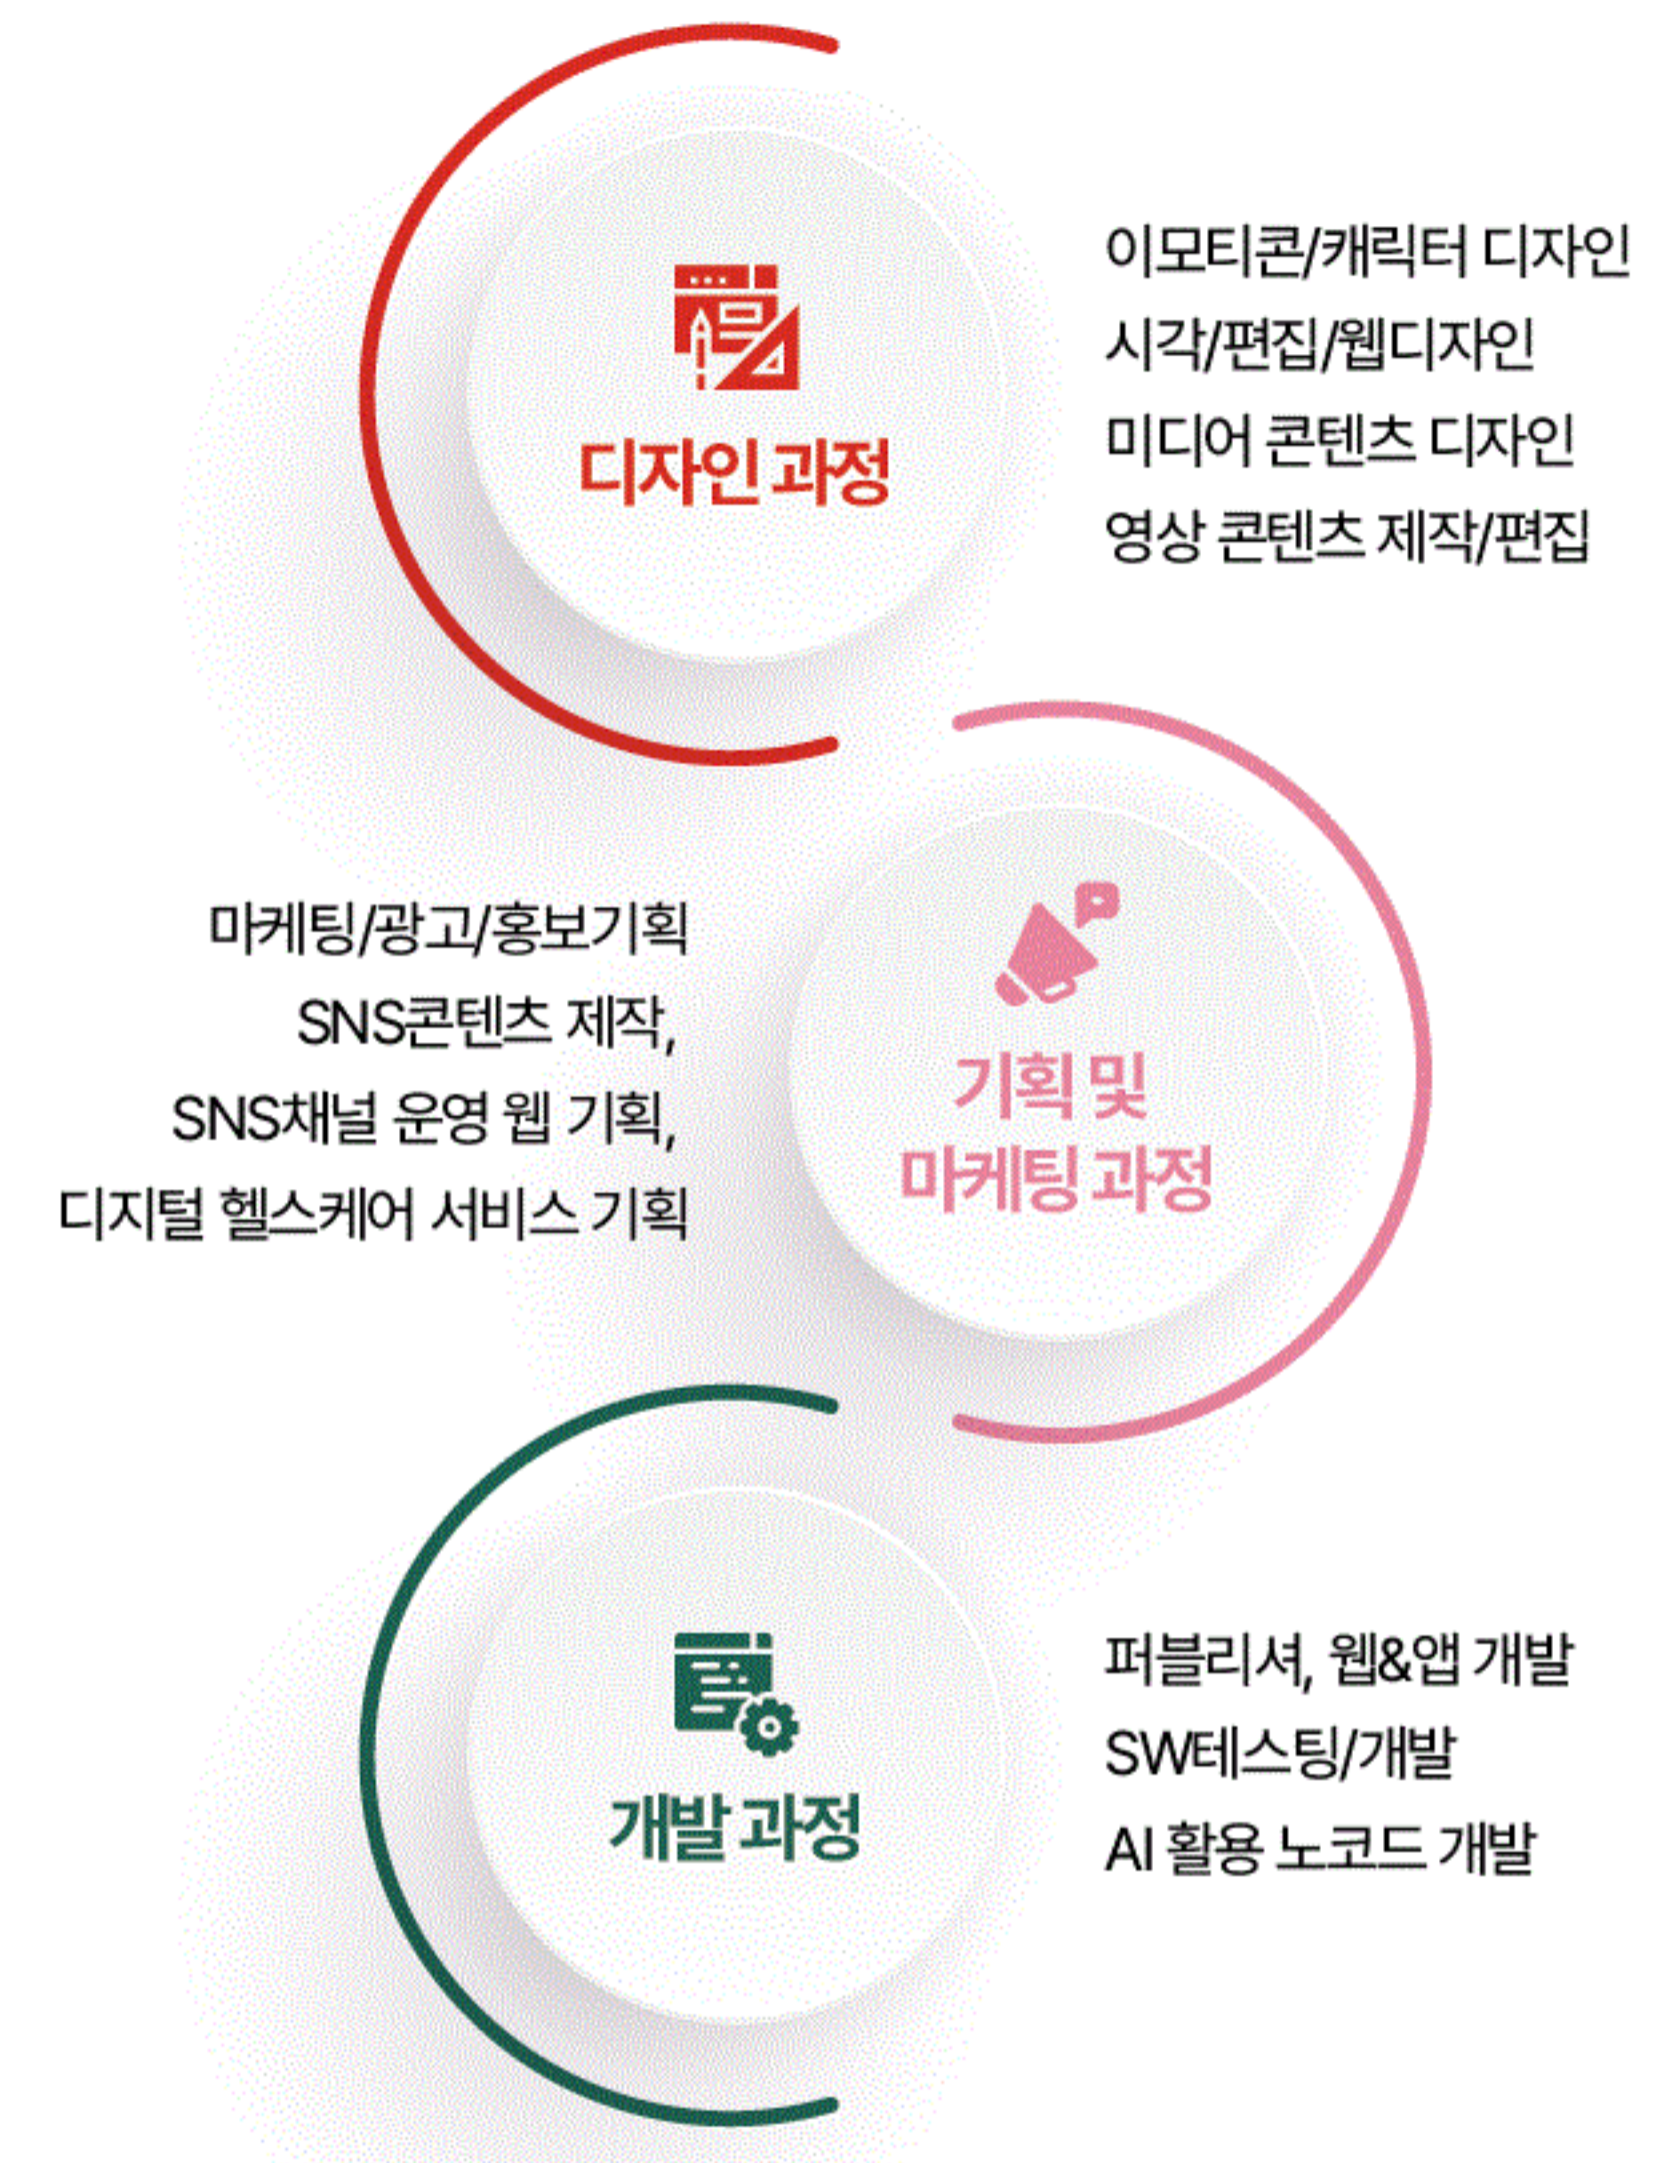 디자인 과정
이모티콘/캐릭터 디자인
시각/편집/웹디자인
미디어 콘텐츠 디자인
영상 콘텐츠 제작/편집
기획 및
마케팅 과정
마케팅/광고/홍보기획
SNS콘텐츠 제작,
SNS채널 운영 웹 기획,
디지털 헬스케어 서비스 기획
개발 과정
퍼블리셔, 웹&앱 개발
SW테스팅/개발
AI 활용 노코드 개발